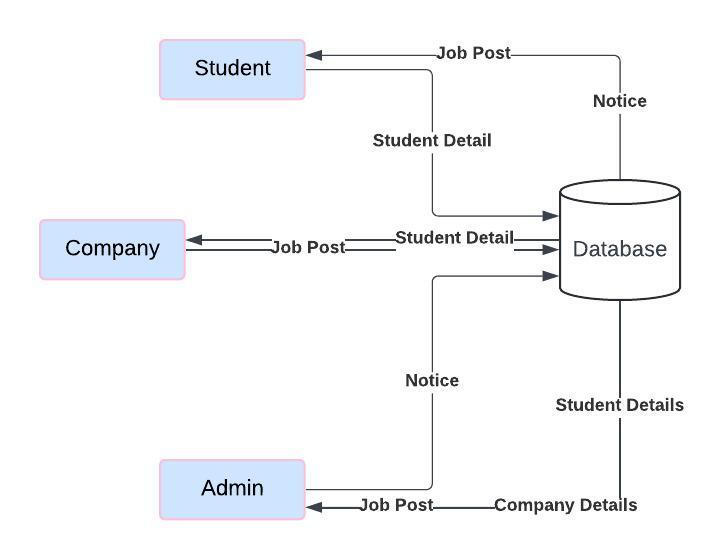 Job Post
Student
Notice
Student Detail
Student Detail
Company
Job Post
Database
Notice
Student Details
Admin
Job Post
Company Details